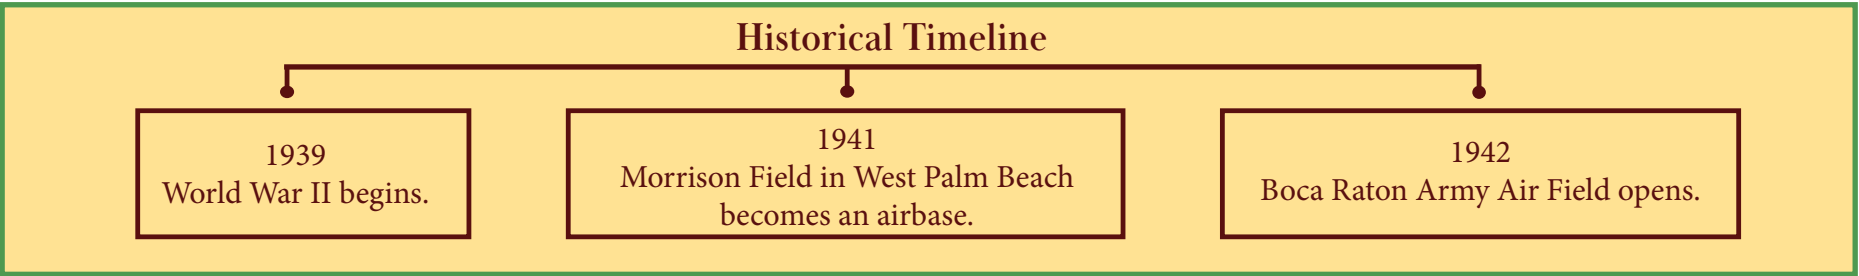 Historical Timeline
1939
World War II begins.
1941
Morrison Field in West Palm Beach
becomes an airbase.
1942
Boca Raton Army Air Field opens.